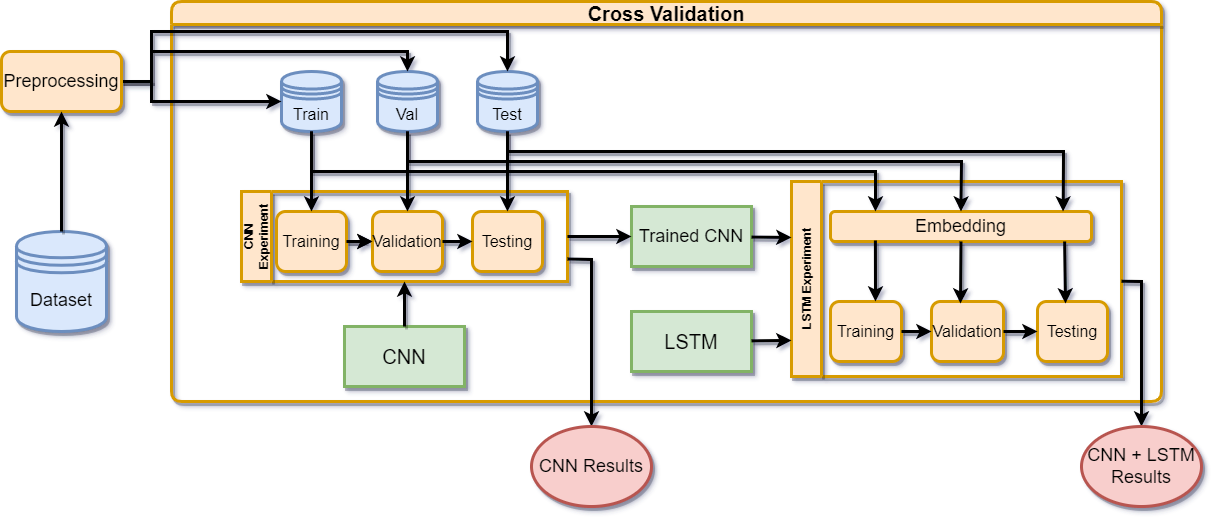 Cross Validation
Preprocessing
Train
Val
Test
Dataset
CNN
Experiment
Training
Validation
Testing
CNN
Trained CNN
LSTM
LSTM Experiment
Embedding
Training
Validation
Testing
CNN Results
CNN + LSTM
Results